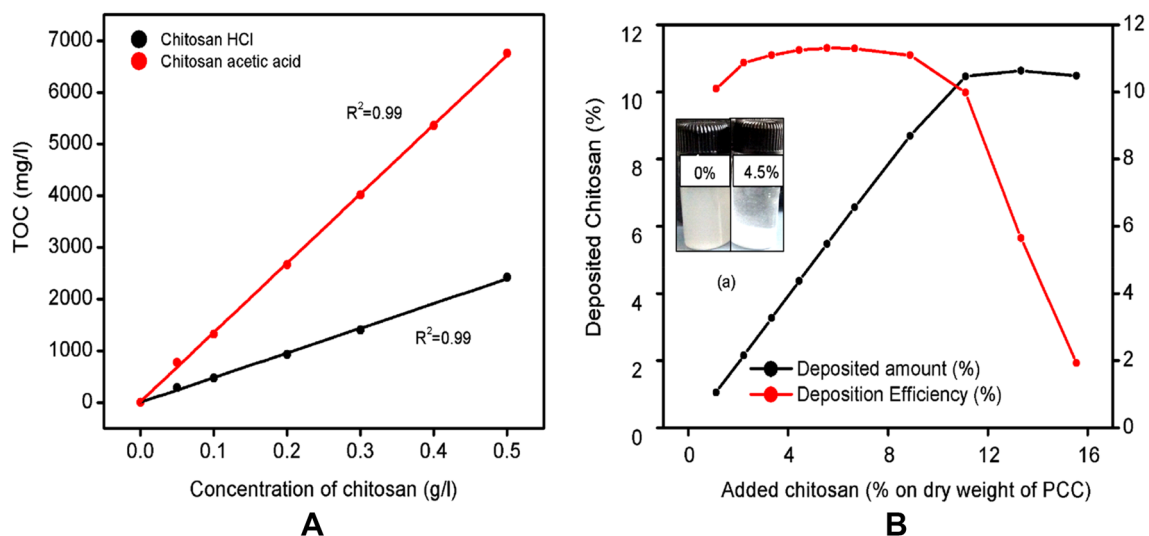 Chitosan HCl
Chitosan acetic acid
7000
6000
5000
4000
3000
2000
1000
0
TOC (mg/l)
R²=0.99
R²=0.99
0.0 0.1 0.2 0.3 0.4 0.5
Concentration of chitosan (g/l)
A
12
10
8
6
4
2
0
Deposited Chitosan (%)
0% 4.5%
(a)
Deposited amount (%)
Deposition Efficiency (%)
12
10
8
6
4
2
0
0 4 8 12 16
Added chitosan (% on dry weight of PCC)
B